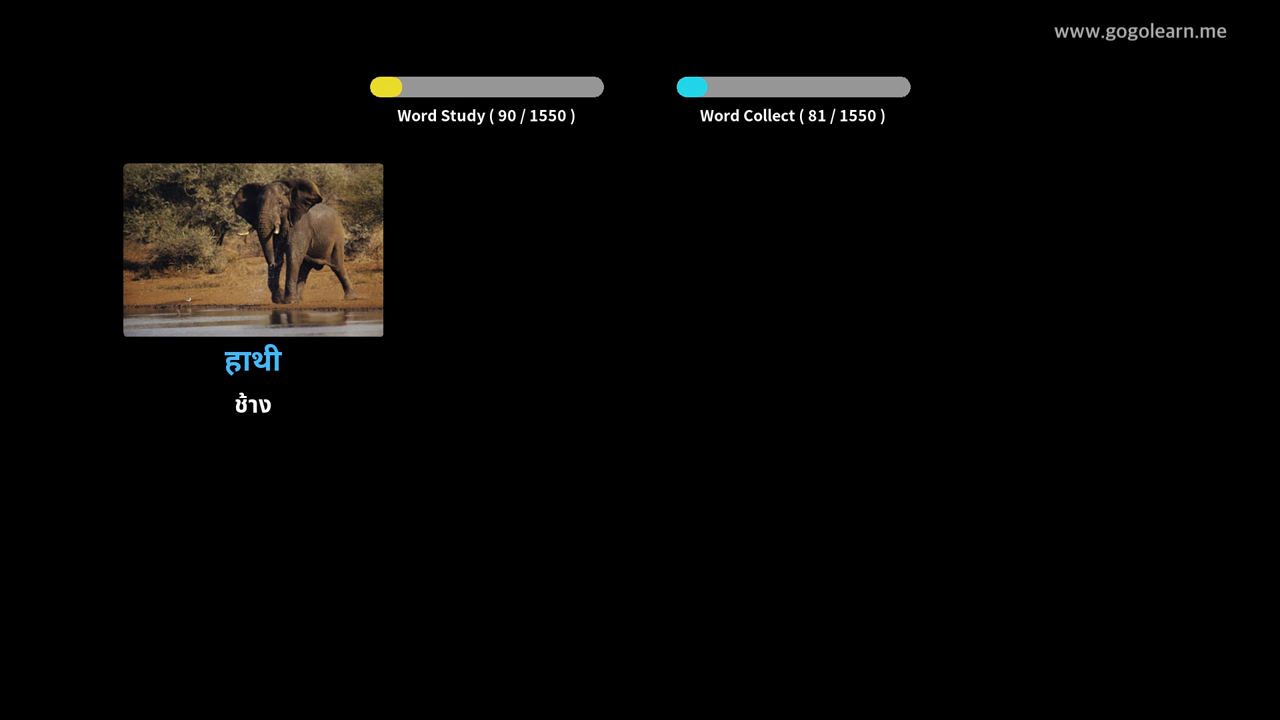 www.gogolearn.me
Word Study ( 90 / 1550 )
Word Collect ( 81 / 1550 )
हाथी
ช้าง